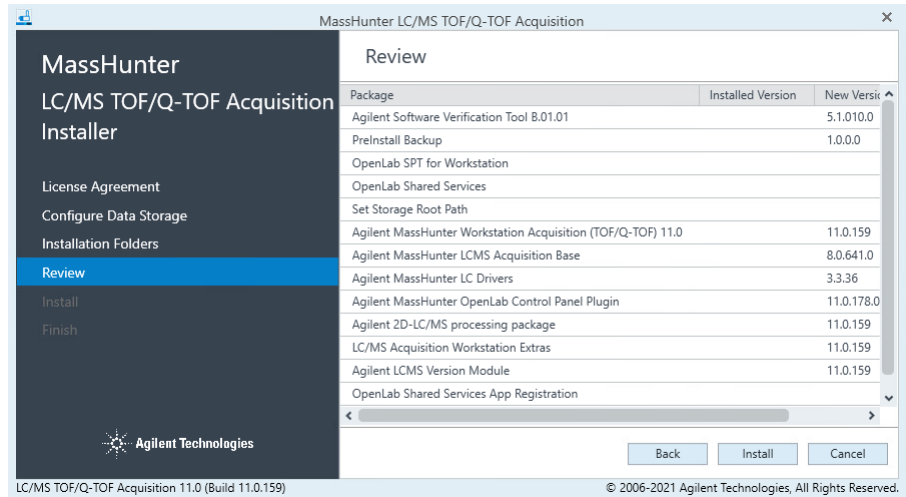 MassHunter LC/MS TOF/Q-TOF Acquisition
MassHunter
LC/MS TOF/Q-TOF Acquisition
Installer
License Agreement
Configure Data Storage
Installation Folders
Review
Install
Finish
Agilent Technologies
Review
Package Installed Version New Versic
Agilent Software Verification Tool B.01.01 5.1.010.0
PreInstall Backup 1.0.0.0
OpenLab SPT for Workstation
OpenLab Shared Services
Set Storage Root Path
Agilent MassHunter Workstation Acquisition (TOF/Q-TOF) 11.0 11.0.159
Agilent MassHunter LCMS Acquisition Base 8.0.641.0
Agilent MassHunter LC Drivers 3.3.36
Agilent MassHunter OpenLab Control Panel Plugin 11.0.178.0
Agilent 2D-LC/MS processing package 11.0.159
LC/MS Acquisition Workstation Extras 11.0.159
Agilent LCMS Version Module 11.0.159
OpenLab Shared Services App Registration
Back Install Cancel
LC/MS TOF/Q-TOF Acquisition 11.0 (Build 11.0.159) © 2006-2021 Agilent Technologies, All Rights Reserved.